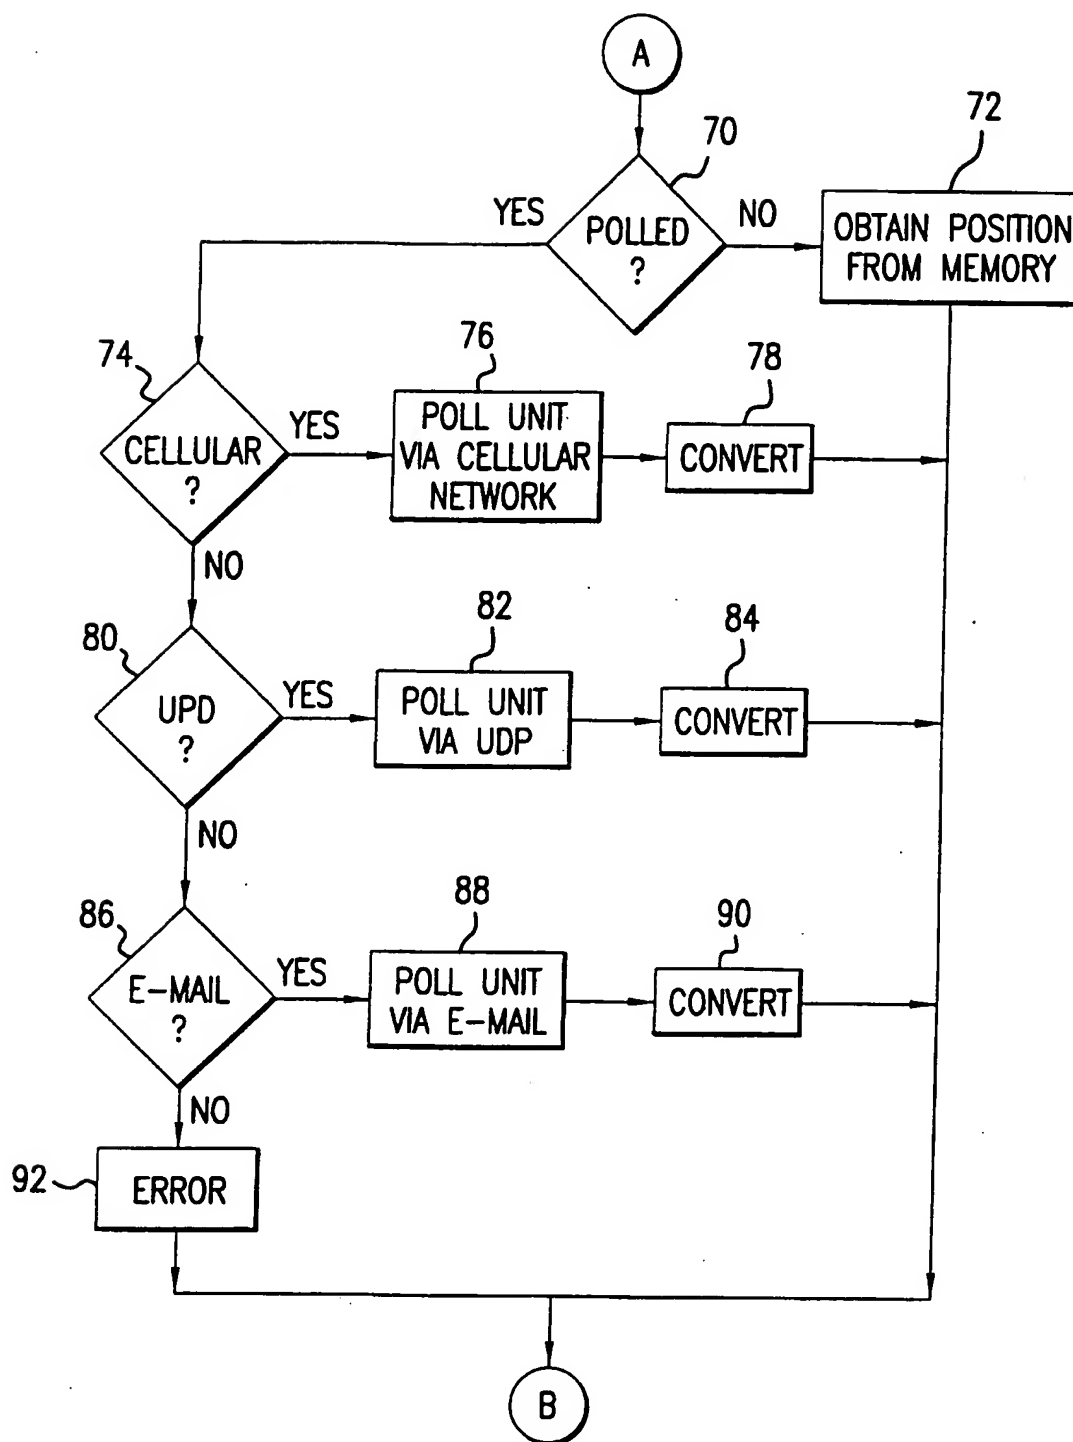 A
70
72
YES
POLLED
?
NO
OBTAIN POSITION
FROM MEMORY
74
CELLULAR
?
YES
76
POLL UNIT
VIA CELLULAR
NETWORK
78
CONVERT
NO
80
UPD
?
YES
82
POLL UNIT
VIA UDP
84
CONVERT
NO
86
E-MAIL
?
YES
88
POLL UNIT
VIA E-MAIL
90
CONVERT
NO
92
ERROR
B